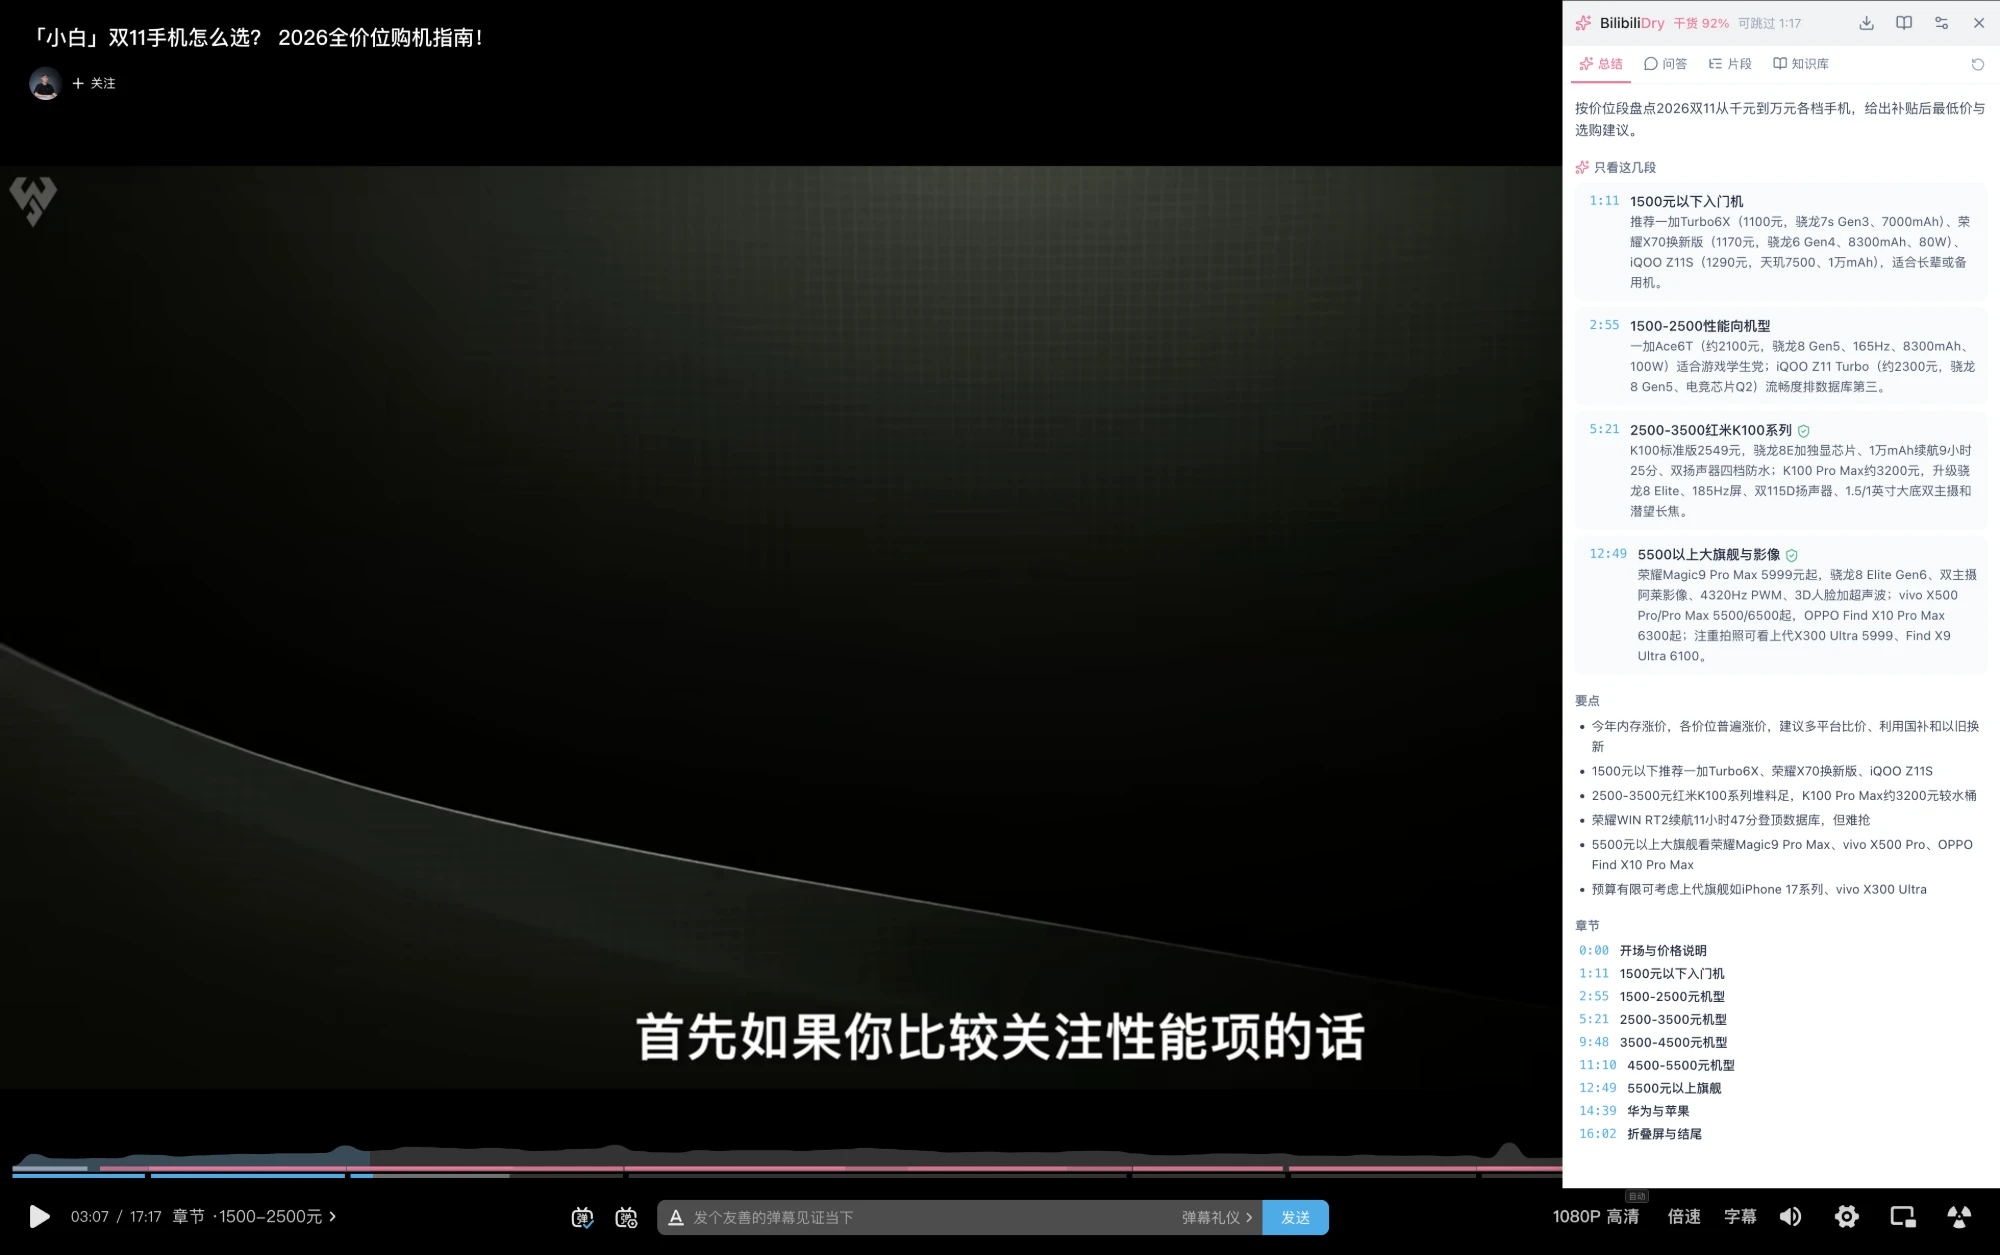 「小白」双11手机怎么选？ 2026全价位购机指南！
+ 关注
首先如果你比较关注性能项的话
03:07 / 17:17 章节 ·1500-2500元 >
弹
弹
A 发个友善的弹幕见证当下
弹幕礼仪 >
发送
自动
1080P 高清
倍速
字幕
BilibiliDry 干货 92% 可跳过 1:17
总结
问答
片段
知识库
按价位段盘点2026双11从千元到万元各档手机，给出补贴后最低价与
选购建议。
只看这几段
1:11 1500元以下入门机
推荐一加Turbo6X（1100元，骁龙7s Gen3、7000mAh）、荣
耀X70换新版（1170元，骁龙6 Gen4、8300mAh、80W）、
iQOO Z11S（1290元，天玑7500、1万mAh），适合长辈或备
用机。
2:55 1500-2500性能向机型
一加Ace6T（约2100元，骁龙8 Gen5、165Hz、8300mAh、
100W）适合游戏学生党；iQOO Z11 Turbo（约2300元，骁龙
8 Gen5、电竞芯片Q2）流畅度排数据库第三。
5:21 2500-3500红米K100系列
K100标准版2549元，骁龙8E加独显芯片、1万mAh续航9小时
25分、双扬声器四档防水；K100 Pro Max约3200元，升级骁
龙8 Elite、185Hz屏、双115D扬声器、1.5/1英寸大底双主摄和
潜望长焦。
12:49 5500以上大旗舰与影像
荣耀Magic9 Pro Max 5999元起，骁龙8 Elite Gen6、双主摄
阿莱影像、4320Hz PWM、3D人脸加超声波；vivo X500
Pro/Pro Max 5500/6500起，OPPO Find X10 Pro Max
6300起；注重拍照可看上代X300 Ultra 5999、Find X9
Ultra 6100。
要点
• 今年内存涨价，各价位普遍涨价，建议多平台比价、利用国补和以旧换
新
• 1500元以下推荐一加Turbo6X、荣耀X70换新版、iQOO Z11S
• 2500-3500元红米K100系列堆料足，K100 Pro Max约3200元较水桶
• 荣耀WIN RT2续航11小时47分登顶数据库，但难抢
• 5500元以上大旗舰看荣耀Magic9 Pro Max、vivo X500 Pro、OPPO
Find X10 Pro Max
• 预算有限可考虑上代旗舰如iPhone 17系列、vivo X300 Ultra
章节
0:00 开场与价格说明
1:11 1500元以下入门机
2:55 1500-2500元机型
5:21 2500-3500元机型
9:48 3500-4500元机型
11:10 4500-5500元机型
12:49 5500元以上旗舰
14:39 华为与苹果
16:02 折叠屏与结尾